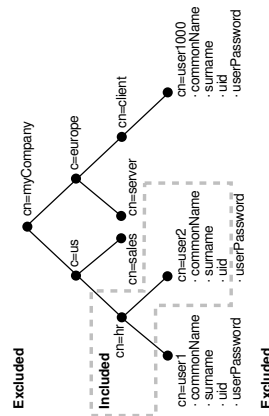 Excluded
cn=myCompany
c=us
c=europe
Included
cn=hr
cn=sales
cn=server
cn=client
cn=user1
· commonName
· surname
· uid
· userPassword
cn=user2
· commonName
· surname
· uid
· userPassword
cn=user1000
· commonName
· surname
· uid
· userPassword
Excluded